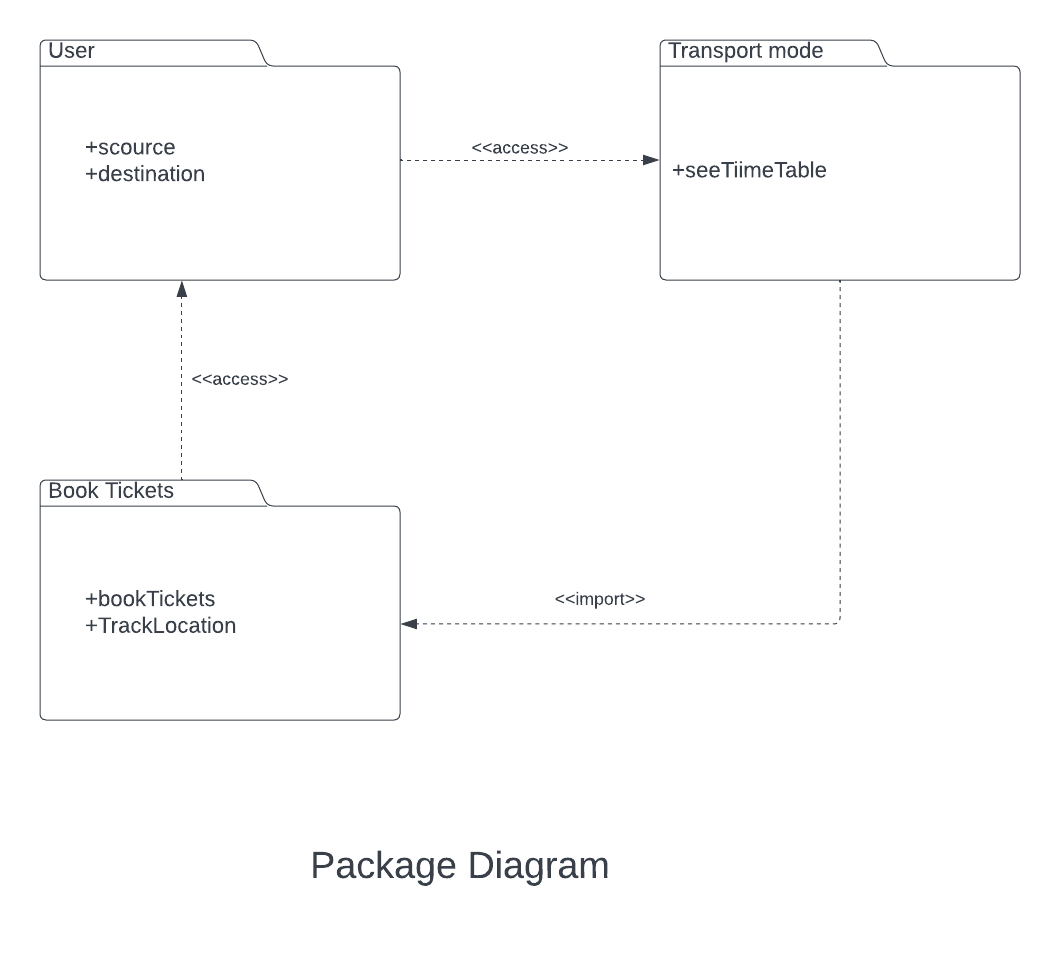 User
Transport mode
+scource
+destination
<<access>>
+seeTiimeTable
<<access>>
Book Tickets
+bookTickets
+TrackLocation
<<import>>
Package Diagram